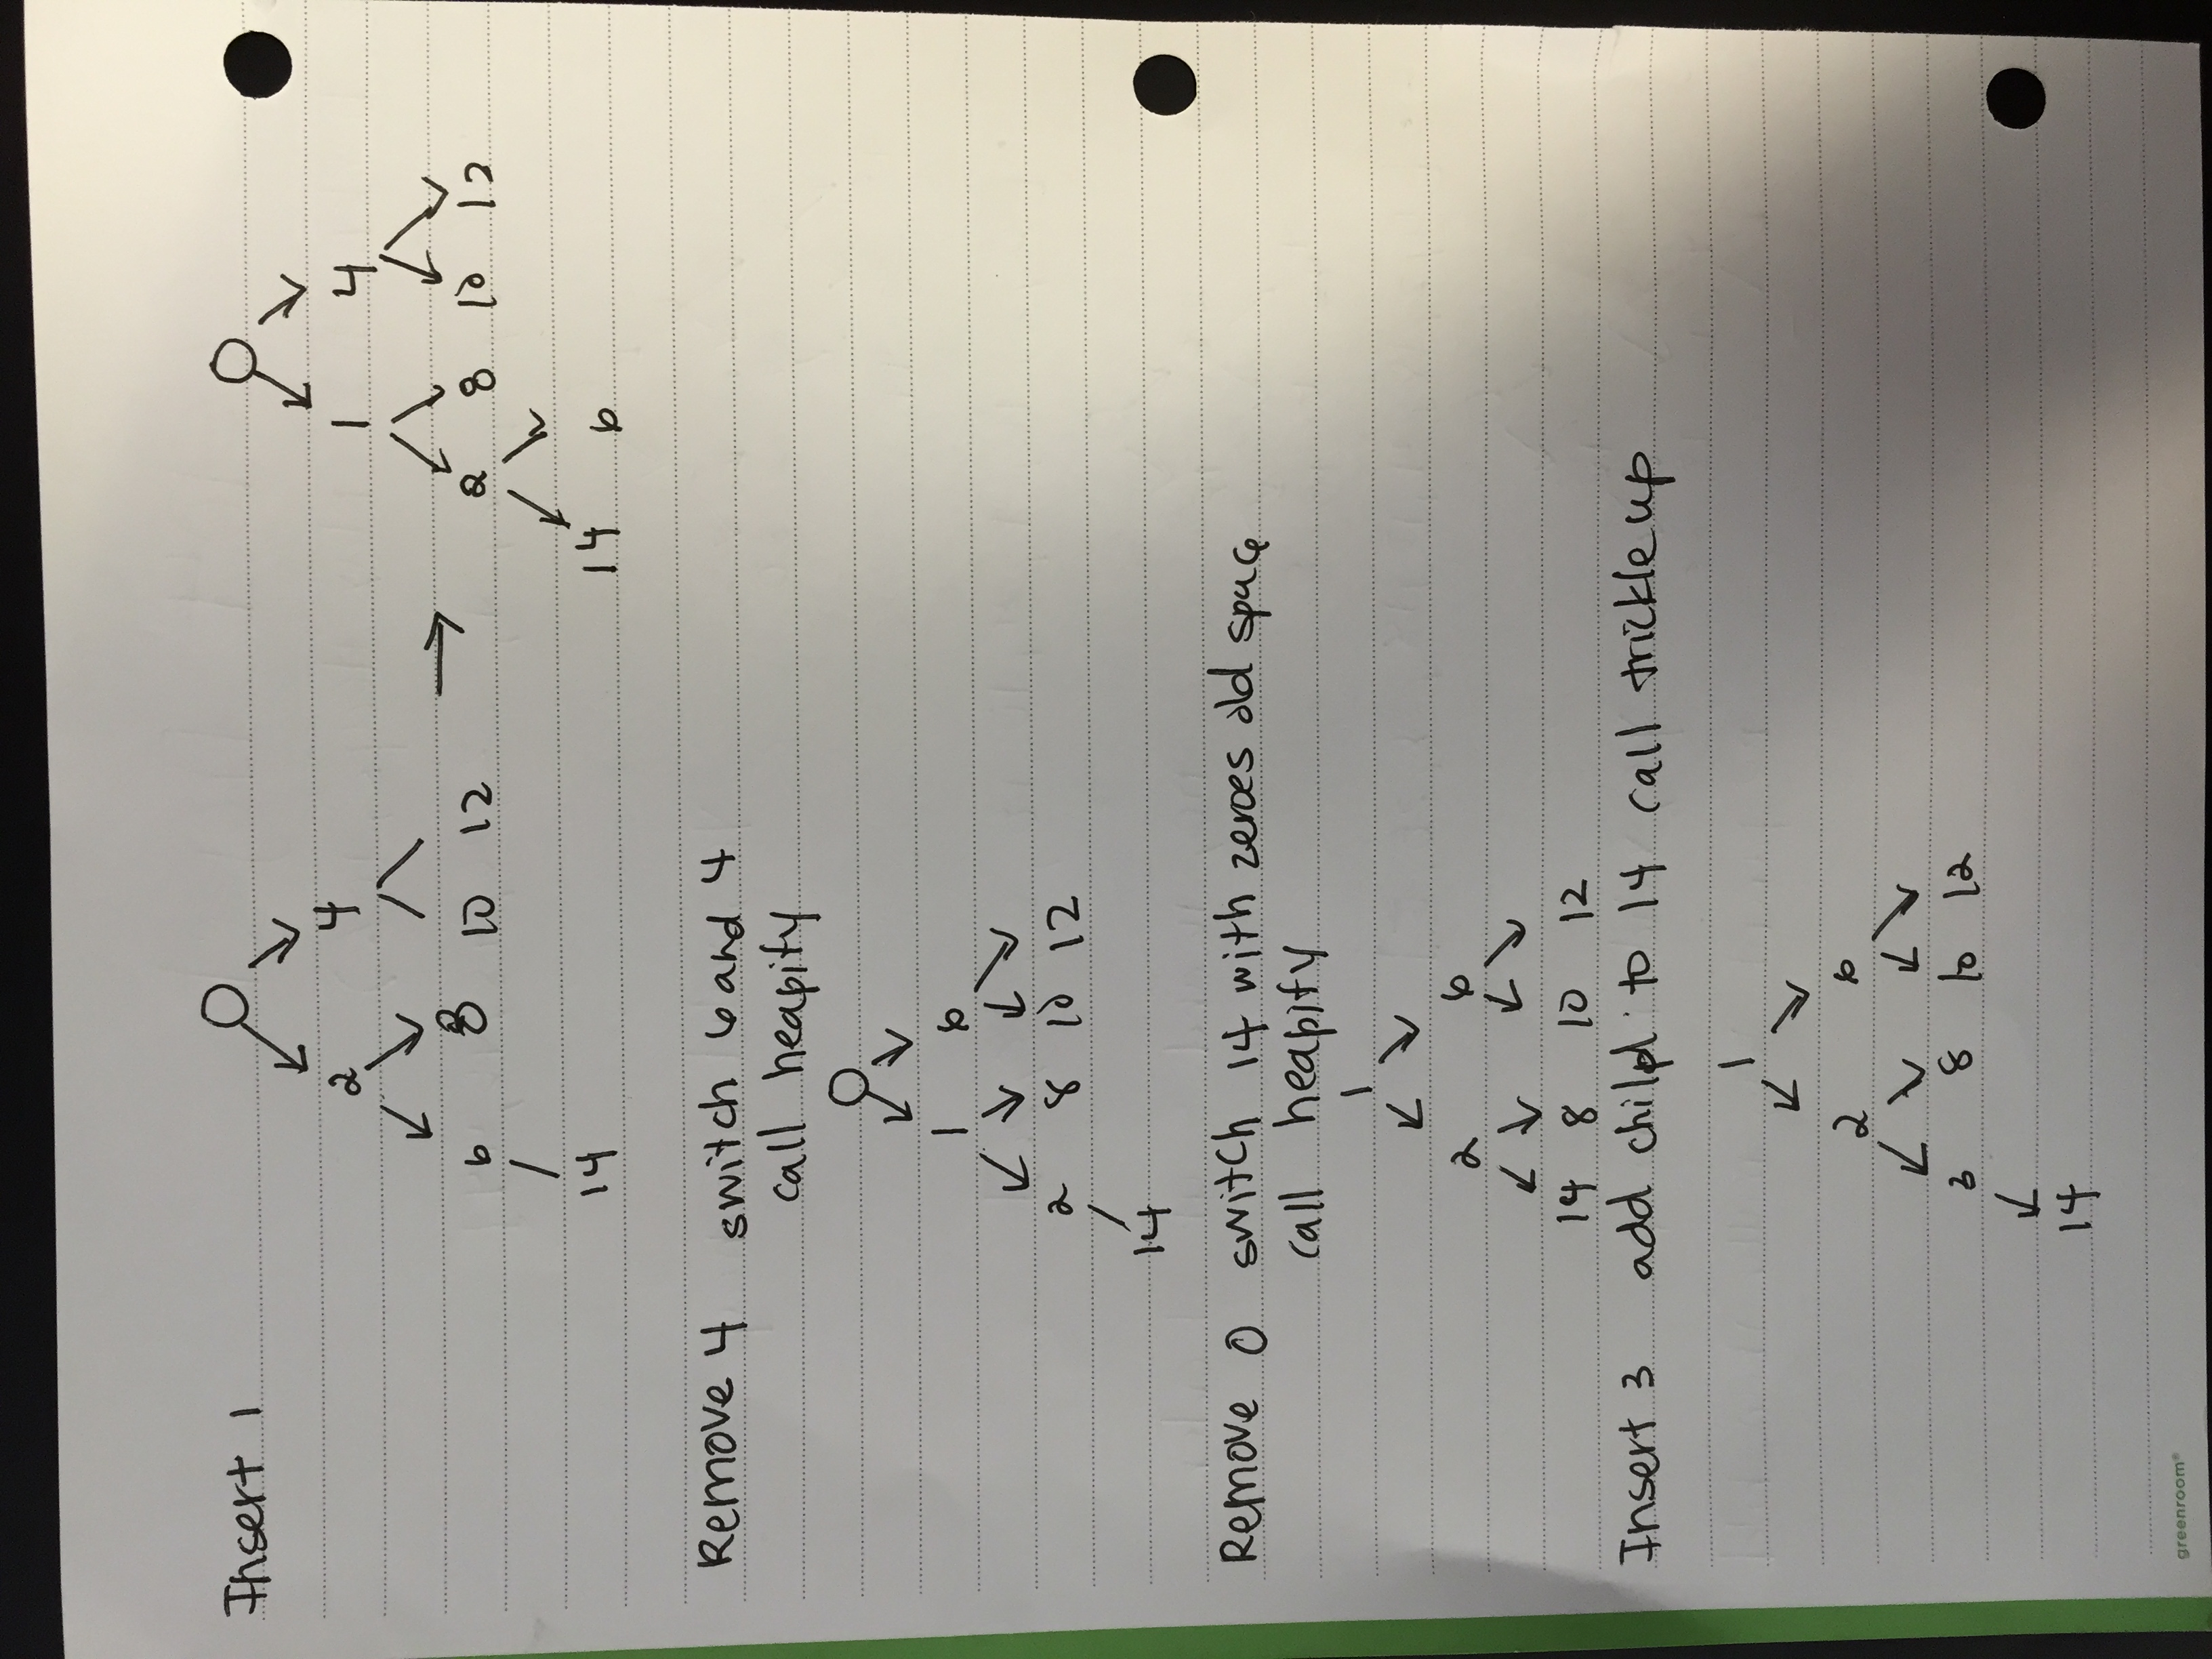 Insert 1
0 0
2 4 1 4
6 8 10 12 → 2 8 10 12
14 14 6
Remove 4 switch 6 and 4
call heapify
0
1 6
2 8 10 12
14
Remove 0 switch 14 with zeroes old space
call heapify
1
2 6
14 8 10 12
Insert 3 add child to 14 call trickle up
1
2 6
3 8 10 12
14
greenroom®